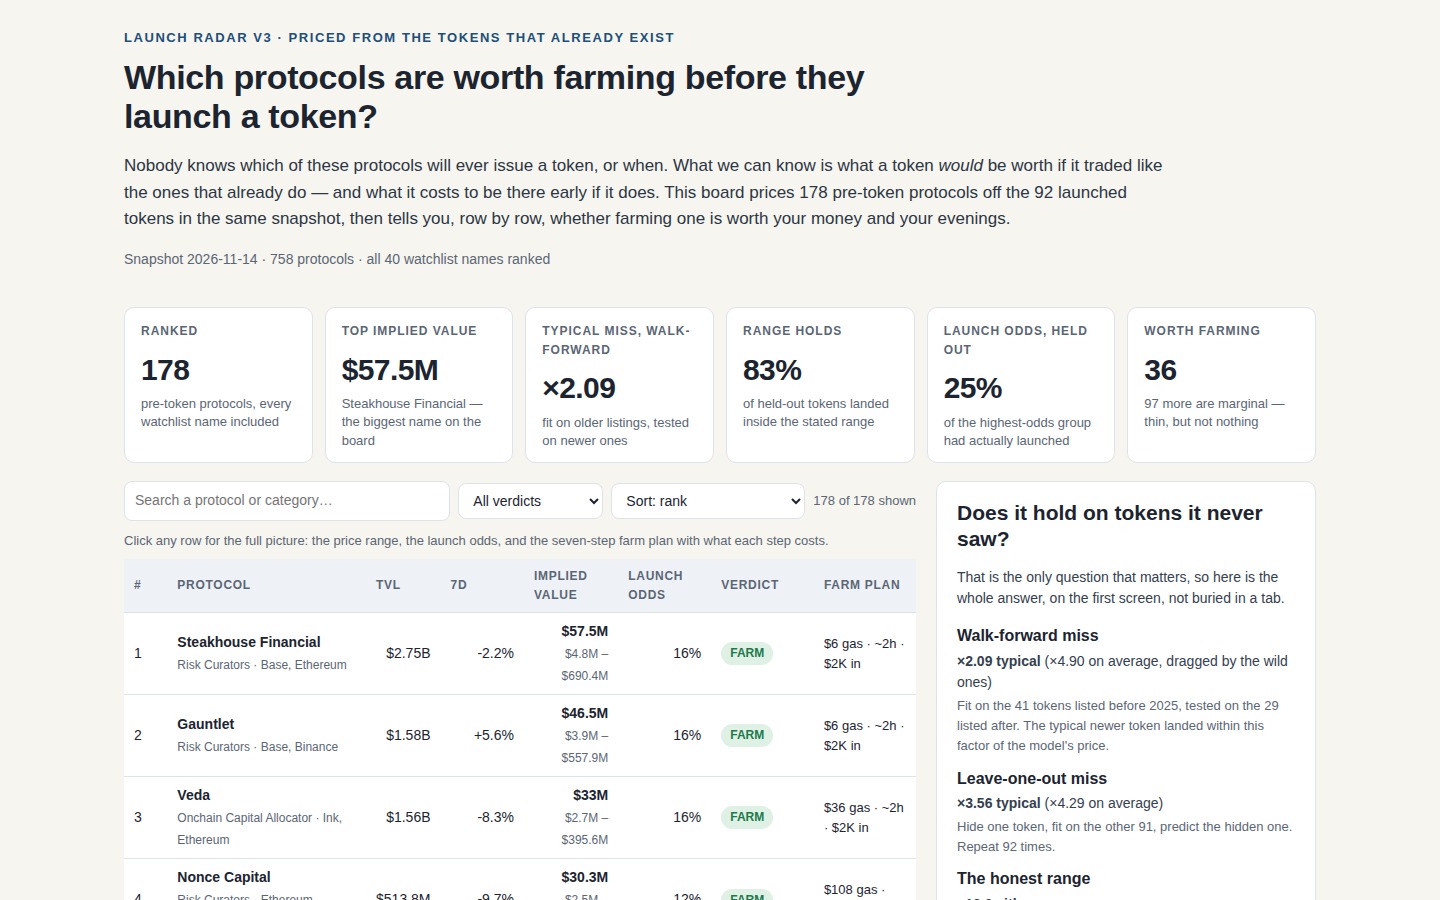 LAUNCH RADAR V3 · PRICED FROM THE TOKENS THAT ALREADY EXIST
Which protocols are worth farming before they
launch a token?
Nobody knows which of these protocols will ever issue a token, or when. What we can know is what a token would be worth if it traded like
the ones that already do — and what it costs to be there early if it does. This board prices 178 pre-token protocols off the 92 launched
tokens in the same snapshot, then tells you, row by row, whether farming one is worth your money and your evenings.
Snapshot 2026-11-14 · 758 protocols · all 40 watchlist names ranked
RANKED
178
pre-token protocols, every
watchlist name included
TOP IMPLIED VALUE
$57.5M
Steakhouse Financial —
the biggest name on the
board
TYPICAL MISS, WALK-
FORWARD
×2.09
fit on older listings, tested
on newer ones
RANGE HOLDS
83%
of held-out tokens landed
inside the stated range
LAUNCH ODDS, HELD
OUT
25%
of the highest-odds group
had actually launched
WORTH FARMING
36
97 more are marginal —
thin, but not nothing
Search a protocol or category…
All verdicts
Sort: rank
178 of 178 shown
Click any row for the full picture: the price range, the launch odds, and the seven-step farm plan with what each step costs.
# PROTOCOL TVL 7D IMPLIED VALUE LAUNCH ODDS VERDICT FARM PLAN
1 Steakhouse Financial $2.75B -2.2% $57.5M 16% FARM $6 gas · ~2h ·
Risk Curators · Base, Ethereum $4.8M – $2K in
$690.4M
2 Gauntlet $1.58B +5.6% $46.5M 16% FARM $6 gas · ~2h ·
Risk Curators · Base, Binance $3.9M – $2K in
$557.9M
3 Veda $1.56B -8.3% $33M 16% FARM $36 gas · ~2h
Onchain Capital Allocator · Ink, $2.7M – · $2K in
Ethereum $395.6M
4 Nonce Capital $513.8M -9.7% $30.3M 12% FARM $108 gas ·
Risk Curators · Ethereum $2.5M
Does it hold on tokens it never
saw?
That is the only question that matters, so here is the
whole answer, on the first screen, not buried in a tab.
Walk-forward miss
×2.09 typical (×4.90 on average, dragged by the wild
ones)
Fit on the 41 tokens listed before 2025, tested on the 29
listed after. The typical newer token landed within this
factor of the model's price.
Leave-one-out miss
×3.56 typical (×4.29 on average)
Hide one token, fit on the other 91, predict the hidden one.
Repeat 92 times.
The honest range